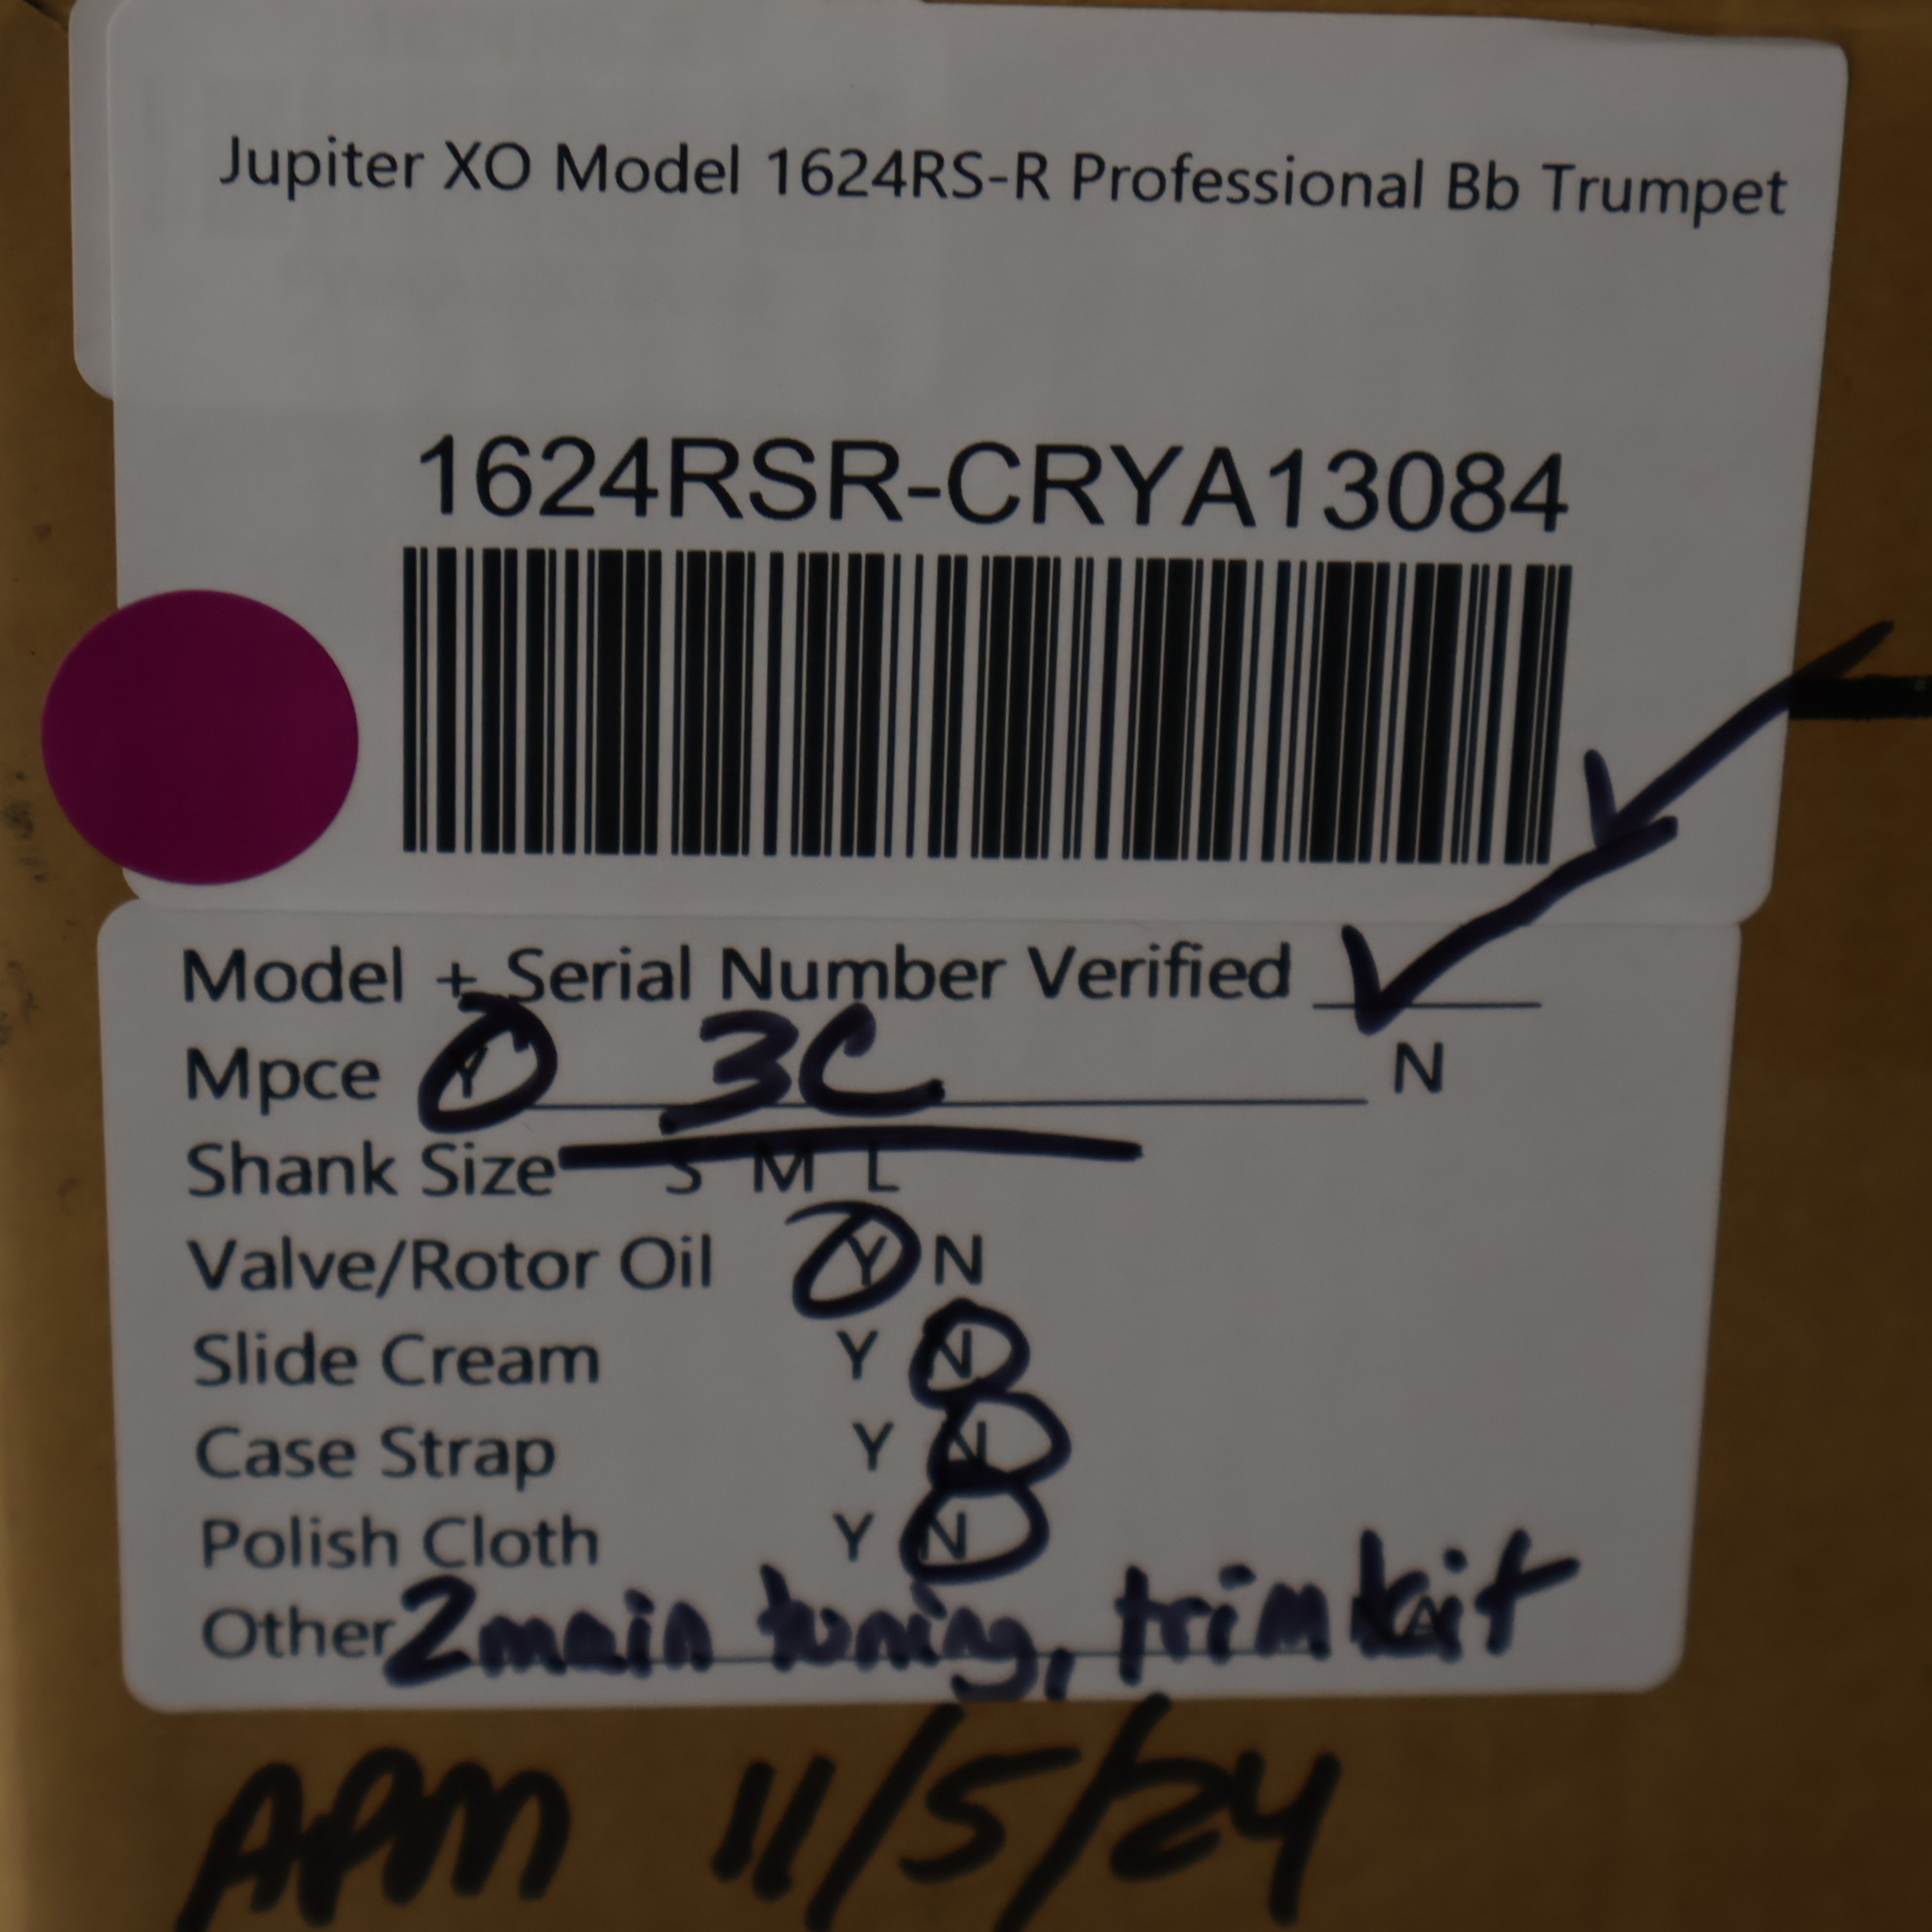 Jupiter XO Model 1624RS-R Professional Bb Trumpet
1624RSR-CRYA13084
Model + Serial Number Verified
Mpce Y 3C N
Shank Size S M L
Valve/Rotor Oil Y N
Slide Cream Y N
Case Strap Y N
Polish Cloth Y N
Other 2 main tuning, trim kit
APM 11/5/24